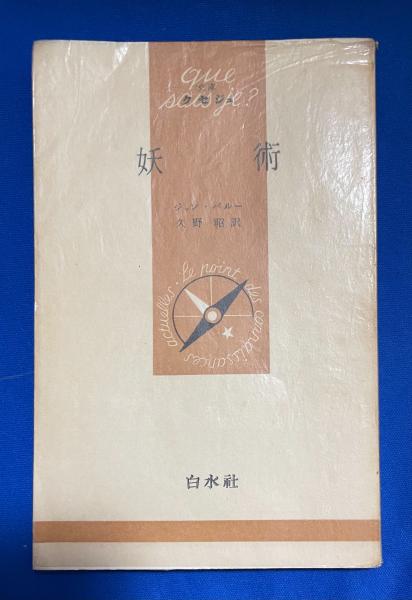 que
文庫
sais-je?
クセジュ
妖 術
ジャン・パルー
久野 昭訳
Le point des connaissances actuelles.
白水社